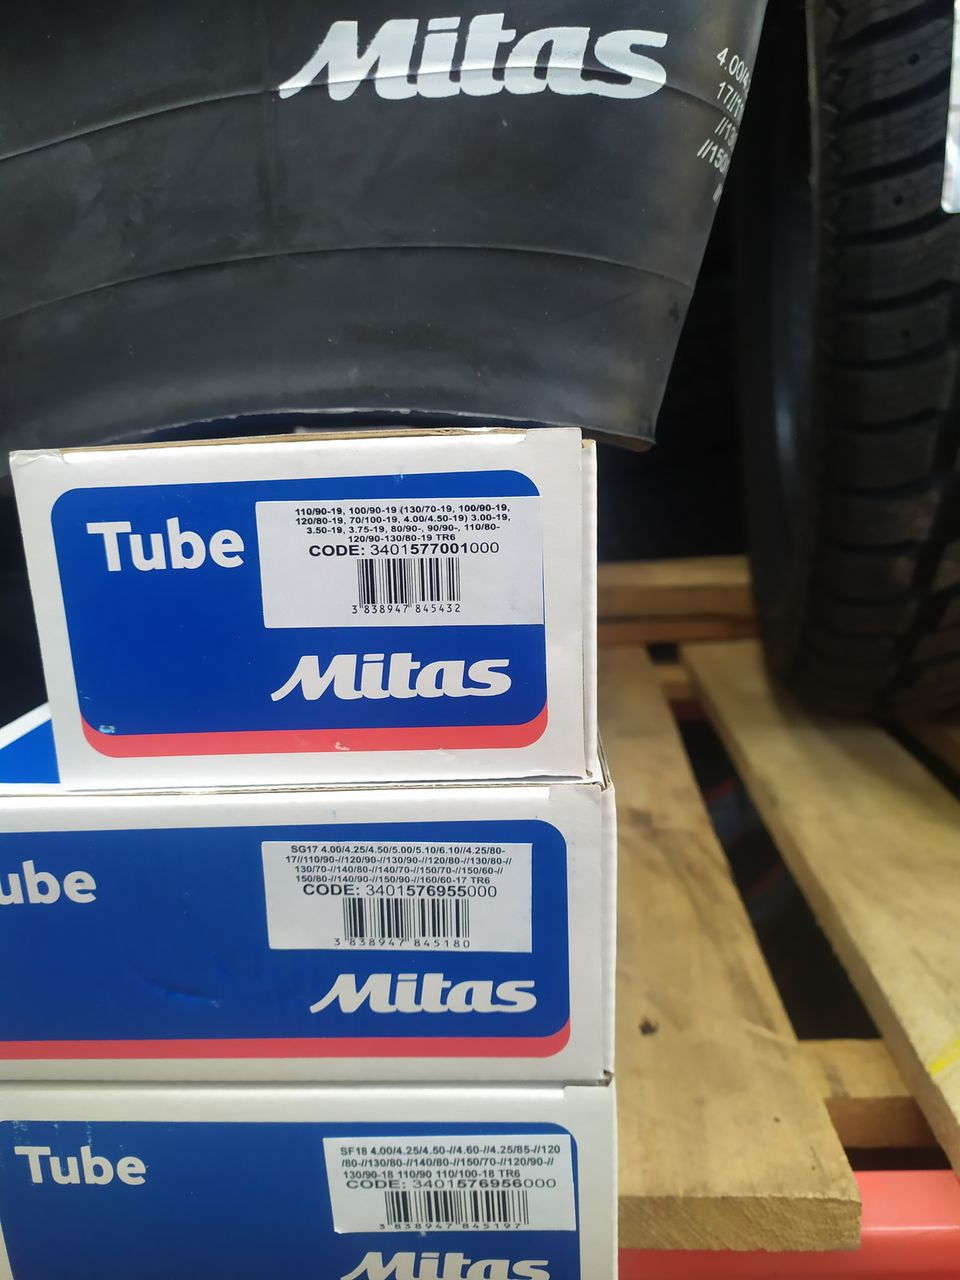 Mitas
4.00/4
17//1
//150
Tube
110/90-19, 100/90-19 (130/70-19, 100/90-19,
120/80-19, 70/100-19, 4.00/4.50-19) 3.00-19,
3.50-19, 3.75-19, 80/90-, 90/90-, 110/80-
120/90-130/80-19 TR6
CODE: 3401577001000
3 838947 845432
Mitas
SG17 4.00/4.25/4.50/5.00/5.10/6.10//4.25/80-
17//110/90-//120/90-//130/90-//120/80-//130/80-//
130/70-//140/80-//140/70-//150/70-//150/60-//
150/80-//140/90-//150/90-//160/60-17 TR6
CODE: 3401576955000
ube
3 838947 845180
Mitas
Tube
SF18 4.00/4.25/4.50-//4.60-//4.25/85-//120
/80-//130/80-//140/80-//150/70-//120/90-//
130/90-18 110/90 110/100-18 TR6
CODE: 3401576956000
3 838947 845197
Mitas